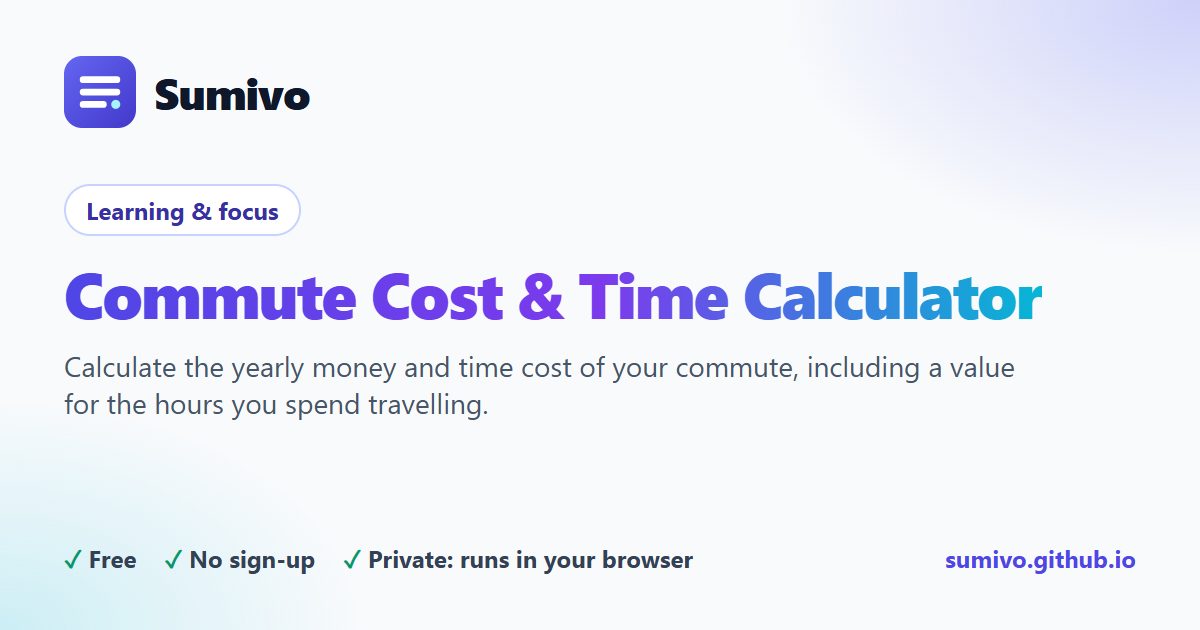 Sumivo
Learning & focus
Commute Cost & Time Calculator
Calculate the yearly money and time cost of your commute, including a value
for the hours you spend travelling.
✓ Free ✓ No sign-up ✓ Private: runs in your browser
sumivo.github.io